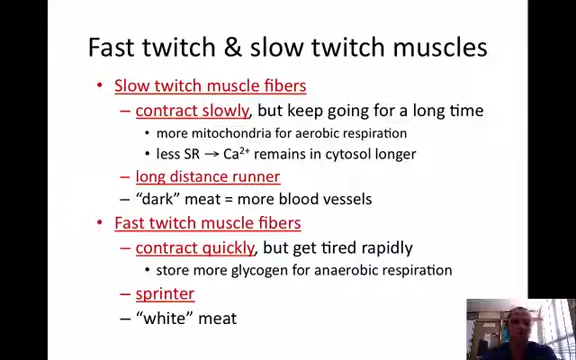 Fast twitch & slow twitch muscles
• Slow twitch muscle fibers
– contract slowly, but keep going for a long time
• more mitochondria for aerobic respiration
• less SR → Ca²⁺ remains in cytosol longer
– long distance runner
– “dark” meat = more blood vessels
• Fast twitch muscle fibers
– contract quickly, but get tired rapidly
• store more glycogen for anaerobic respiration
– sprinter
– “white” meat